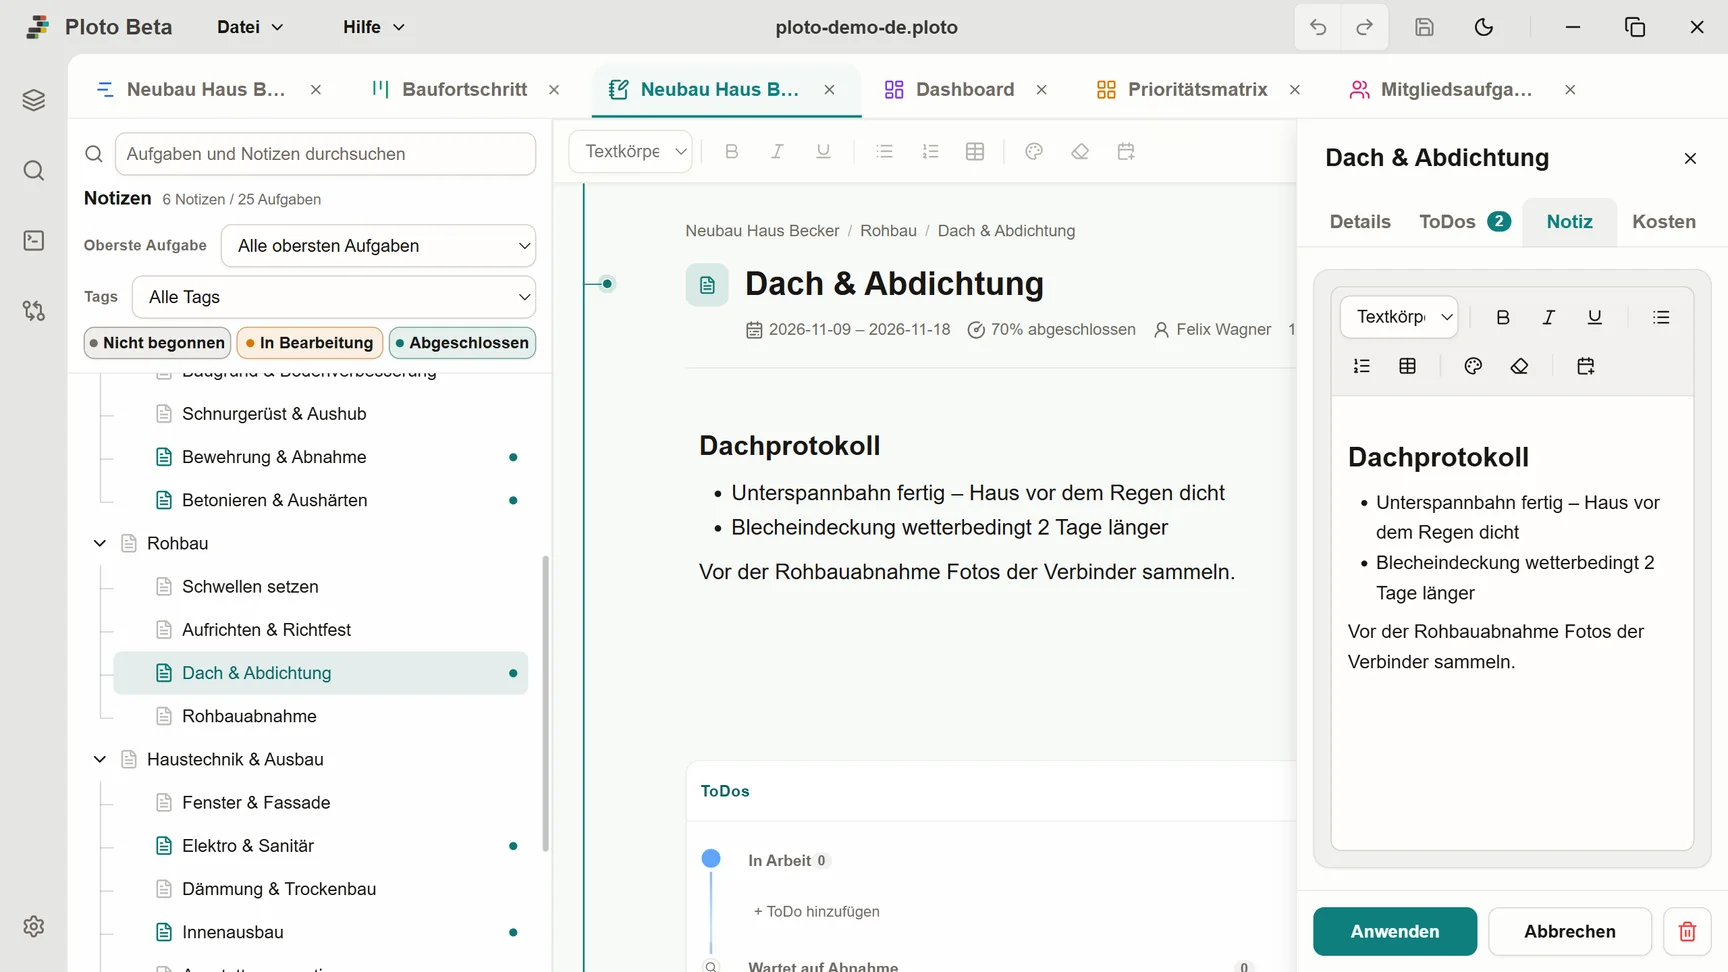 Ploto Beta
Datei
Hilfe
ploto-demo-de.ploto
Neubau Haus B...
Baufortschritt
Neubau Haus B...
Dashboard
Prioritätsmatrix
Mitgliedsaufga...
Aufgaben und Notizen durchsuchen
Notizen 6 Notizen / 25 Aufgaben
Oberste Aufgabe Alle obersten Aufgaben
Tags Alle Tags
Nicht begonnen
In Bearbeitung
Abgeschlossen
Baugrund & Bodenverbesserung
Schnurgerüst & Aushub
Bewehrung & Abnahme
Betonieren & Aushärten
Rohbau
Schwellen setzen
Aufrichten & Richtfest
Dach & Abdichtung
Rohbauabnahme
Haustechnik & Ausbau
Fenster & Fassade
Elektro & Sanitär
Dämmung & Trockenbau
Innenausbau
Textkörpe
B I U
Neubau Haus Becker / Rohbau / Dach & Abdichtung
Dach & Abdichtung
2026-11-09 – 2026-11-18 70% abgeschlossen Felix Wagner 1
Dachprotokoll
• Unterspannbahn fertig – Haus vor dem Regen dicht
• Blecheindeckung wetterbedingt 2 Tage länger
Vor der Rohbauabnahme Fotos der Verbinder sammeln.
ToDos
In Arbeit 0
+ ToDo hinzufügen
Wartet auf Abnahme 0
Dach & Abdichtung
Details
ToDos 2
Notiz
Kosten
Textkörp
B I U
Dachprotokoll
• Unterspannbahn fertig – Haus vor
dem Regen dicht
• Blecheindeckung wetterbedingt 2
Tage länger
Vor der Rohbauabnahme Fotos der
Verbinder sammeln.
Anwenden
Abbrechen